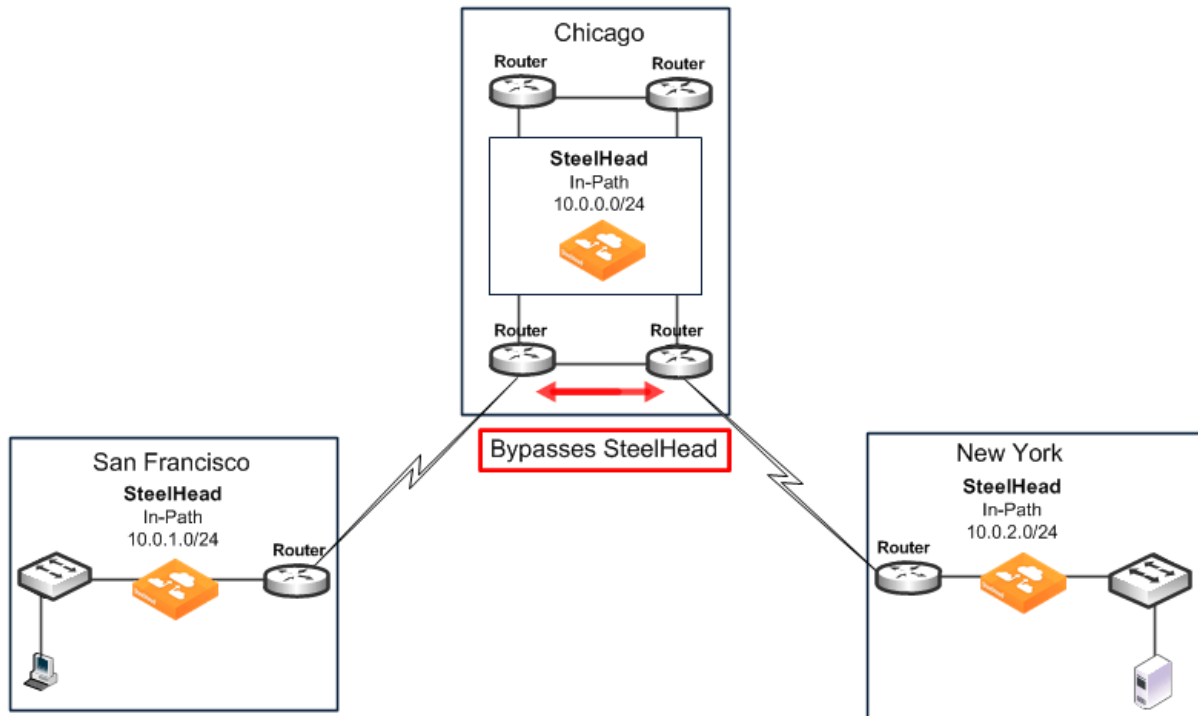 Chicago
Router
Router
SteelHead
In-Path
10.0.0.0/24
Router
Router
Bypasses SteelHead
San Francisco
SteelHead
In-Path
10.0.1.0/24
Router
New York
SteelHead
In-Path
10.0.2.0/24
Router